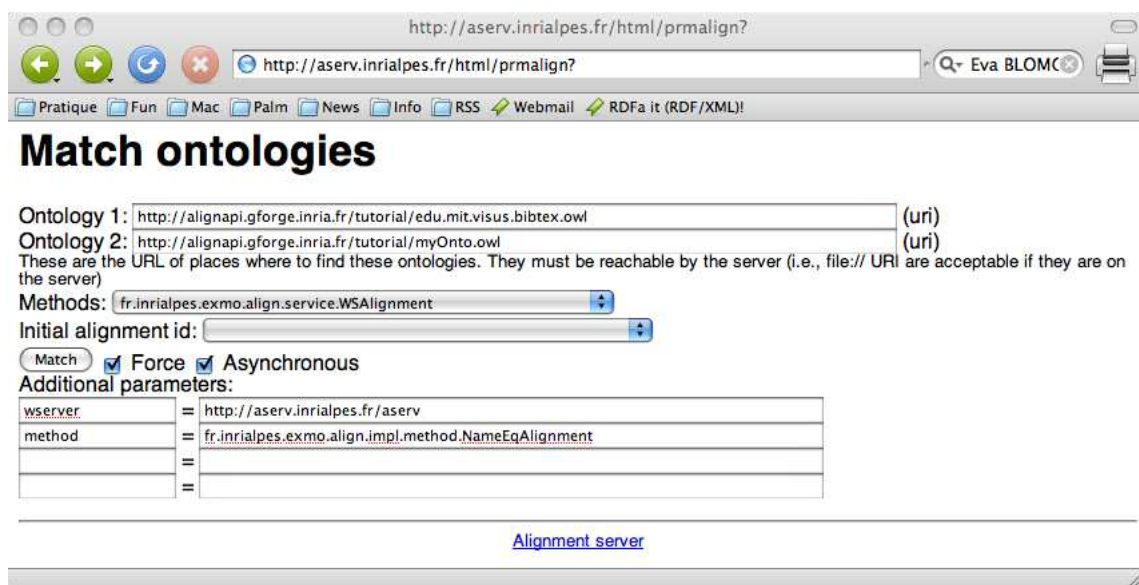 http://aserv.inrialpes.fr/html/prmalign?
http://aserv.inrialpes.fr/html/prmalign? Eva BLOMC
Pratique Fun Mac Palm News Info RSS Webmail RDFa it (RDF/XML)!
Match ontologies
Ontology 1: http://alignapi.gforge.inria.fr/tutorial/edu.mit.visus.bibtex.owl (uri)
Ontology 2: http://alignapi.gforge.inria.fr/tutorial/myOnto.owl (uri)
These are the URL of places where to find these ontologies. They must be reachable by the server (i.e., file:// URI are acceptable if they are on
the server)
Methods: fr.inrialpes.exmo.align.service.WSAlignment
Initial alignment id:
Match Force Asynchronous
Additional parameters:
wserver = http://aserv.inrialpes.fr/aserv
method = fr.inrialpes.exmo.align.impl.method.NameEqAlignment
=
=
Alignment server